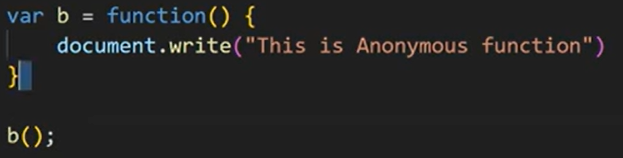 var b = function() {
    document.write("This is Anonymous function")
}
b();